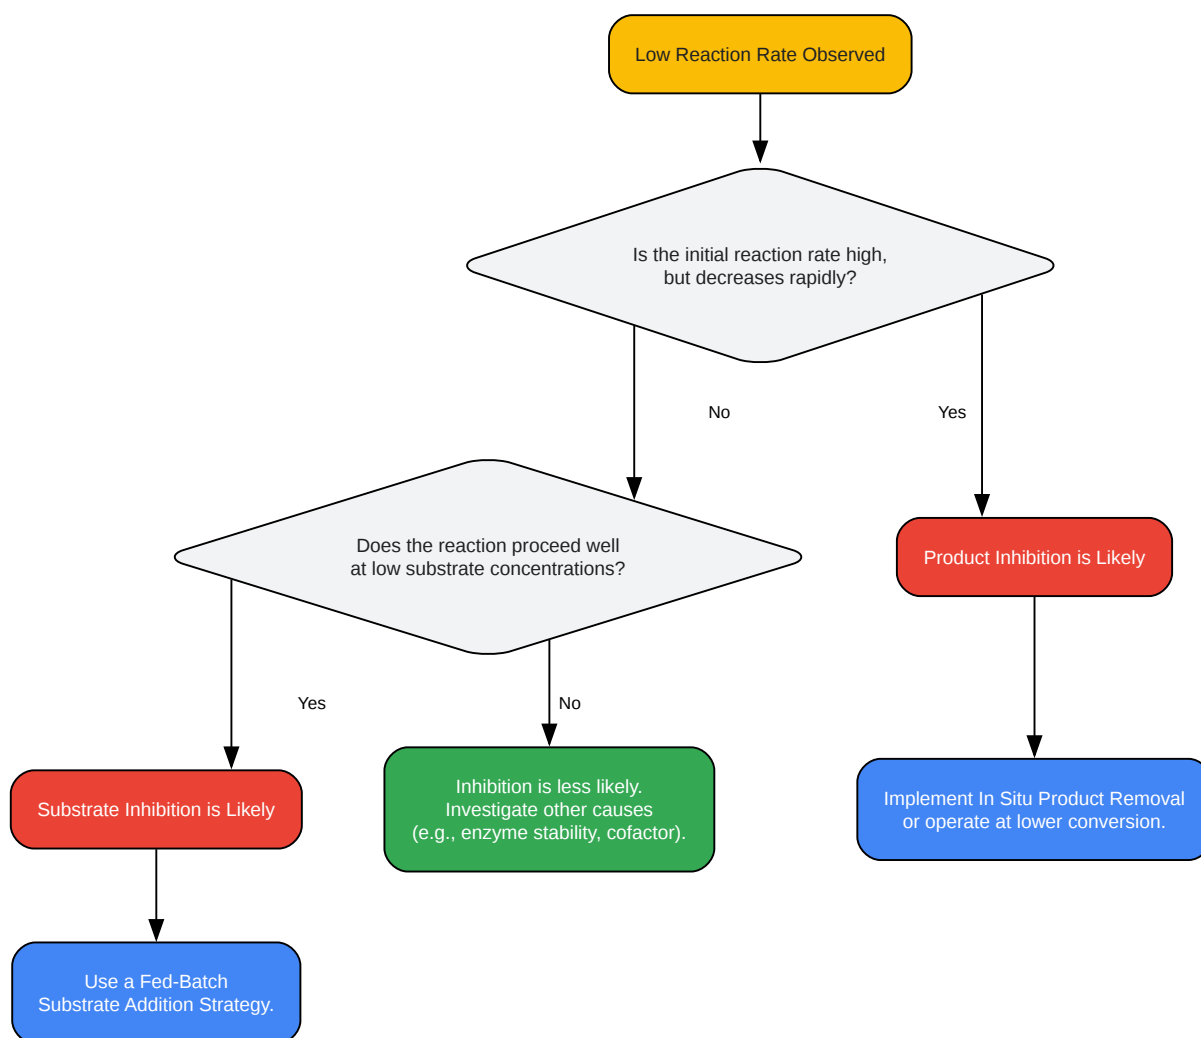 Low Reaction Rate Observed
Is the initial reaction rate high,
but decreases rapidly?
No
Yes
Does the reaction proceed well
at low substrate concentrations?
Product Inhibition is Likely
Yes
No
Substrate Inhibition is Likely
Inhibition is less likely.
Investigate other causes
(e.g., enzyme stability, cofactor).
Implement In Situ Product Removal
or operate at lower conversion.
Use a Fed-Batch
Substrate Addition Strategy.